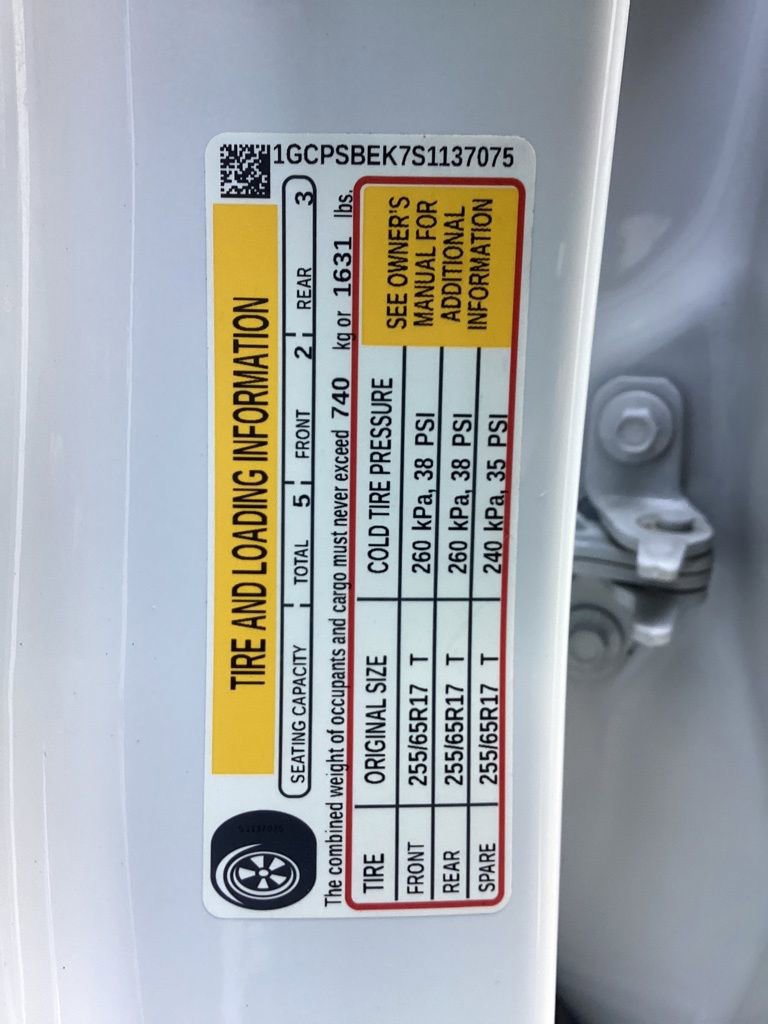 1GCPSBEK7S1137075
TIRE AND LOADING INFORMATION
SEATING CAPACITY TOTAL 5 FRONT 2 REAR 3
The combined weight of occupants and cargo must never exceed 740 kg or 1631 lbs.
TIRE ORIGINAL SIZE COLD TIRE PRESSURE
FRONT 255/65R17 T 260 kPa, 38 PSI
REAR 255/65R17 T 260 kPa, 38 PSI
SPARE 255/65R17 T 240 kPa, 35 PSI
SEE OWNER'S
MANUAL FOR
ADDITIONAL
INFORMATION
S1137075